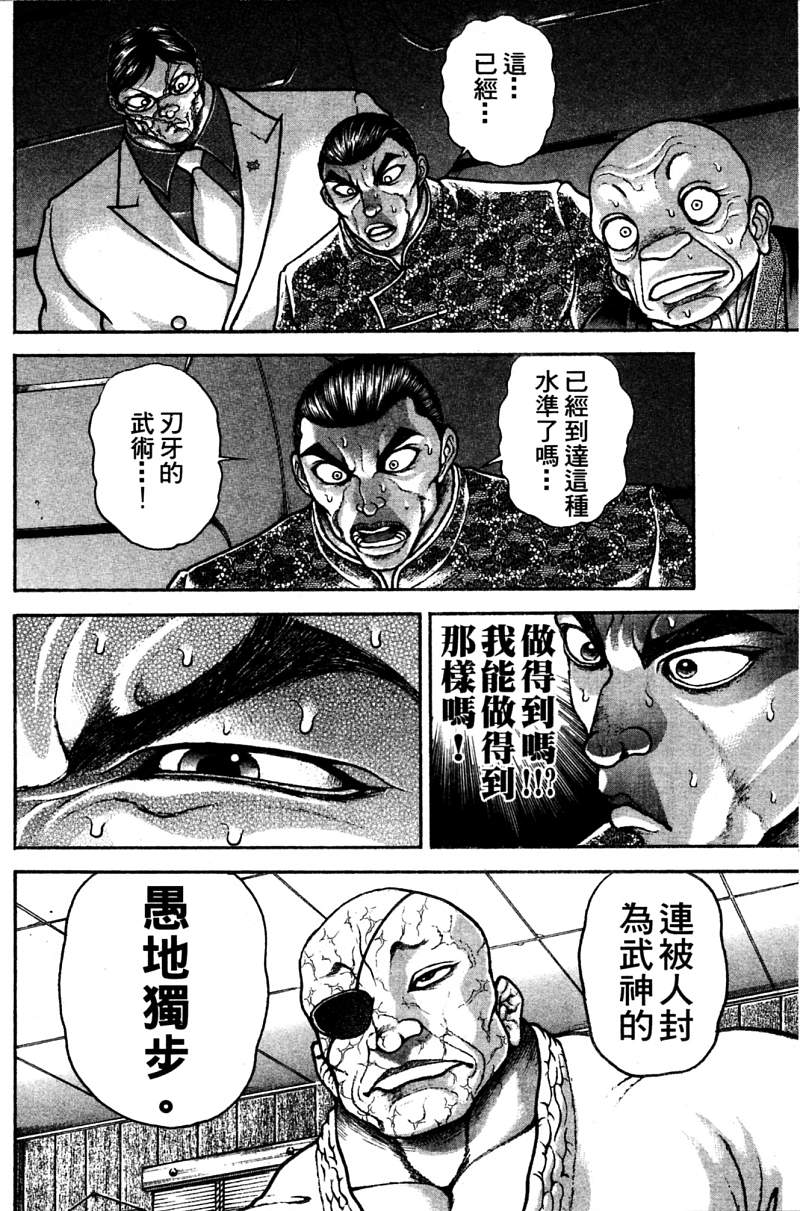 這…
已經…
已經到達這種
水準了嗎…
刃牙的
武術…！
做得到嗎!!!?
我能做得到
那樣嗎！
連被人封
為武神的
愚地獨步。